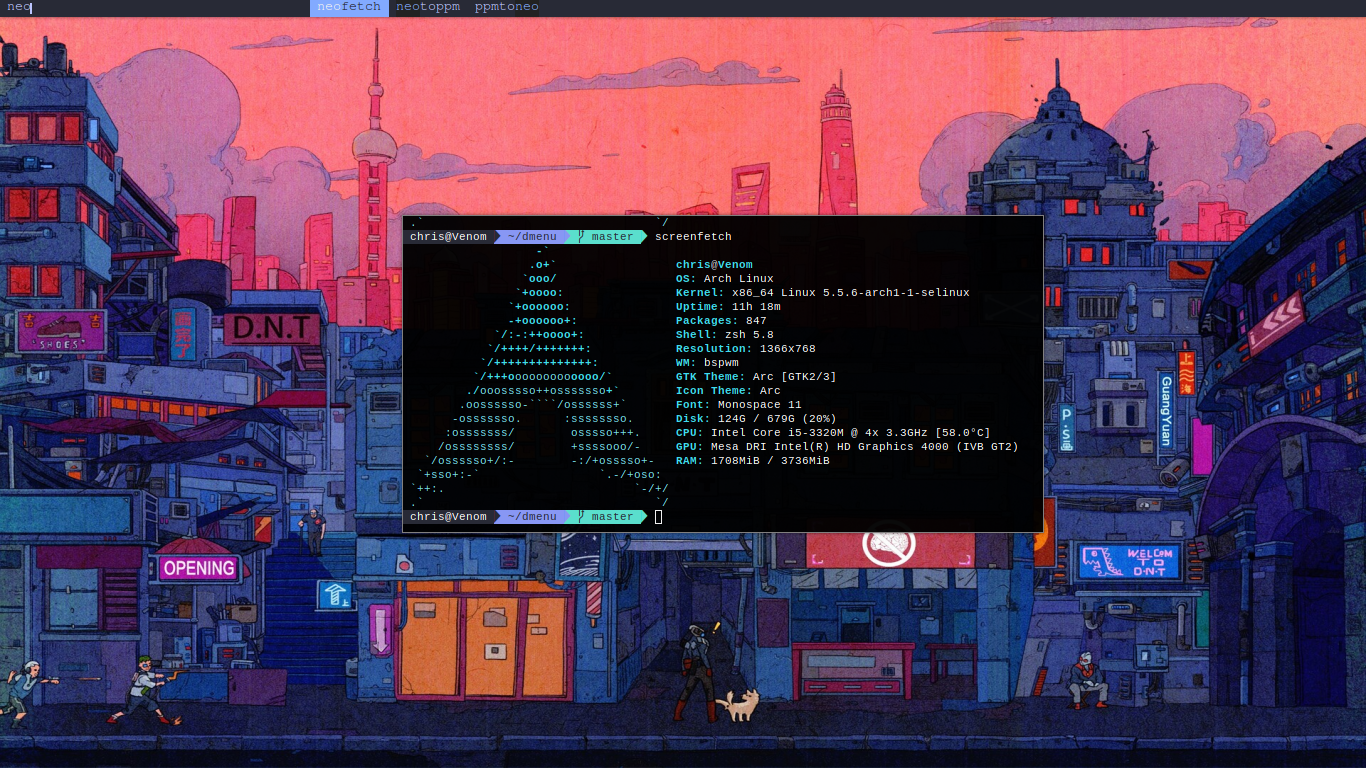 neo neofetch neotoppm ppmtoneo
.` `/
chris@Venom ~/dmenu master screenfetch
-`
.o+` chris@Venom
`ooo/ OS: Arch Linux
`+oooo: Kernel: x86_64 Linux 5.5.6-arch1-1-selinux
`+oooooo: Uptime: 11h 18m
-+oooooo+: Packages: 847
`/:-:++oooo+: Shell: zsh 5.8
`/++++/+++++++: Resolution: 1366x768
`/++++++++++++++: WM: bspwm
`/+++ooooooooooooo/` GTK Theme: Arc [GTK2/3]
./ooosssso++osssssso+` Icon Theme: Arc
.oossssso-````/ossssss+` Font: Monospace 11
-osssssso. :ssssssso. Disk: 124G / 679G (20%)
:osssssss/ osssso+++. CPU: Intel Core i5-3320M @ 4x 3.3GHz [58.0°C]
/ossssssss/ +ssssooo/- GPU: Mesa DRI Intel(R) HD Graphics 4000 (IVB GT2)
`/ossssso+/:- -:/+osssso+- RAM: 1708MiB / 3736MiB
`+sso+:-` `.-/+oso:
`++:. `-/+/
.` `/
chris@Venom ~/dmenu master
吉 吉
SHOES
D.N.T
GuangYuan
OPENING
WELCOM
TO
D·N·T